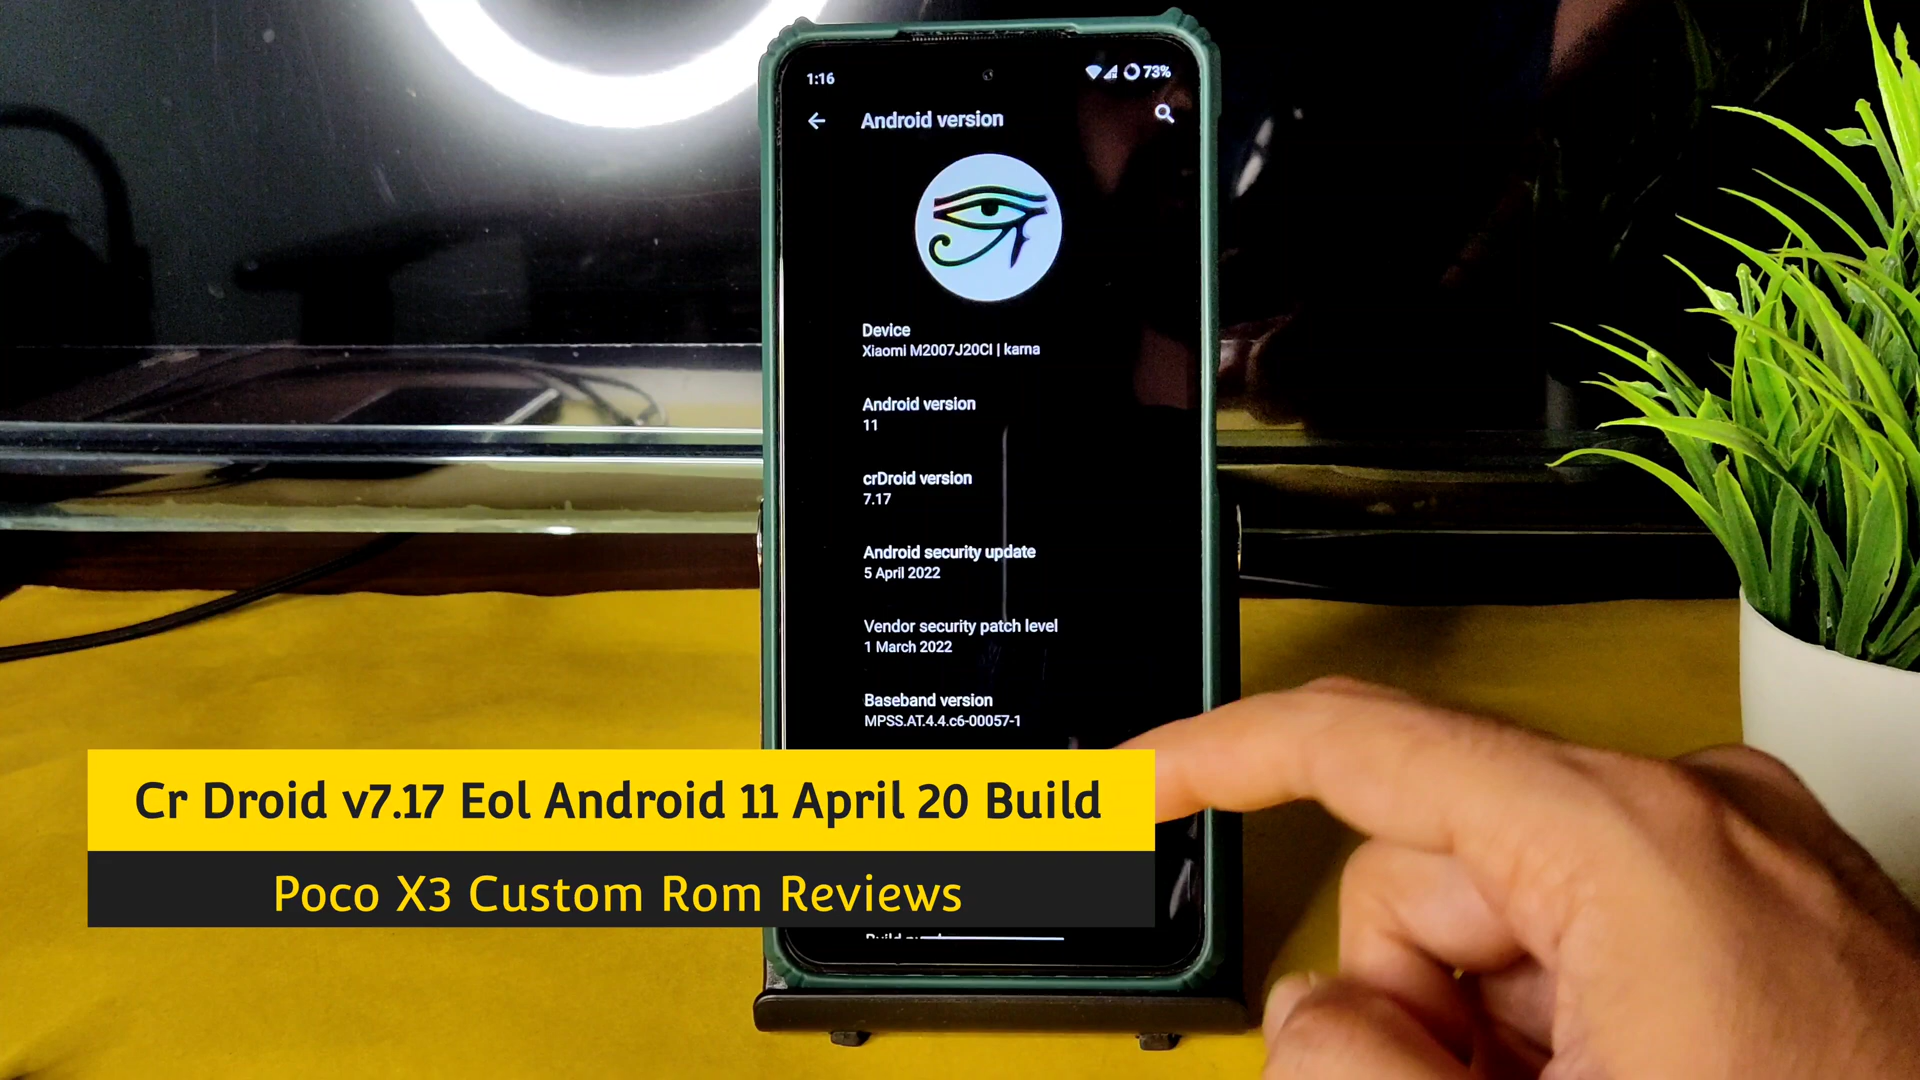 1:16
73%
Android version
Device
Xiaomi M2007J20CI | karna
Android version
11
crDroid version
7.17
Android security update
5 April 2022
Vendor security patch level
1 March 2022
Baseband version
MPSS.AT.4.4.c6-00057-1
Cr Droid v7.17 Eol Android 11 April 20 Build
Poco X3 Custom Rom Reviews